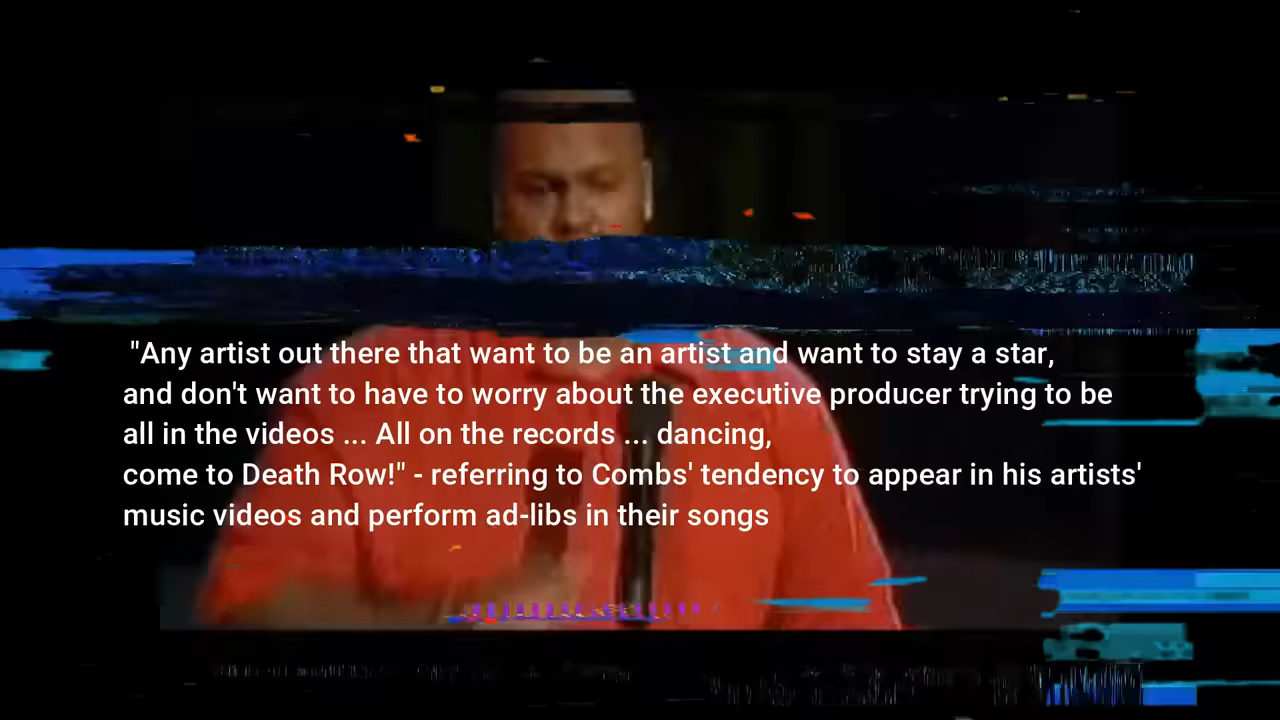 "Any artist out there that want to be an artist and want to stay a star,
and don't want to have to worry about the executive producer trying to be
all in the videos ... All on the records ... dancing,
come to Death Row!" - referring to Combs' tendency to appear in his artists'
music videos and perform ad-libs in their songs